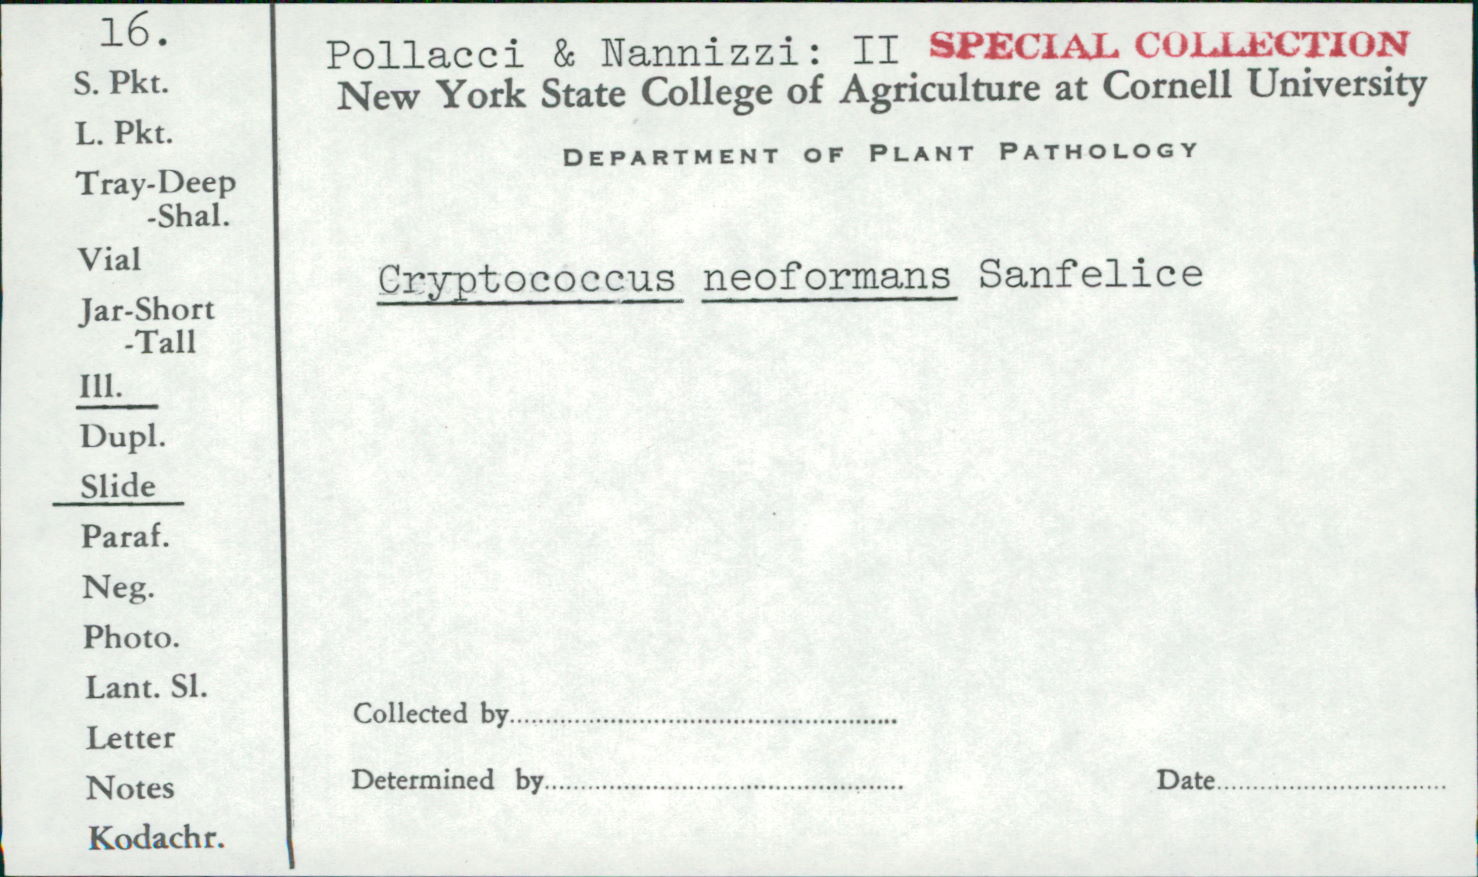 16.
S. Pkt.
L. Pkt.
Tray-Deep
-Shal.
Vial
Jar-Short
-Tall
Ill.
Dupl.
Slide
Paraf.
Neg.
Photo.
Lant. Sl.
Letter
Notes
Kodachr.
Pollacci & Nannizzi: II SPECIAL COLLECTION
New York State College of Agriculture at Cornell University
DEPARTMENT OF PLANT PATHOLOGY
Cryptococcus neoformans Sanfelice
Collected by
Determined by
Date